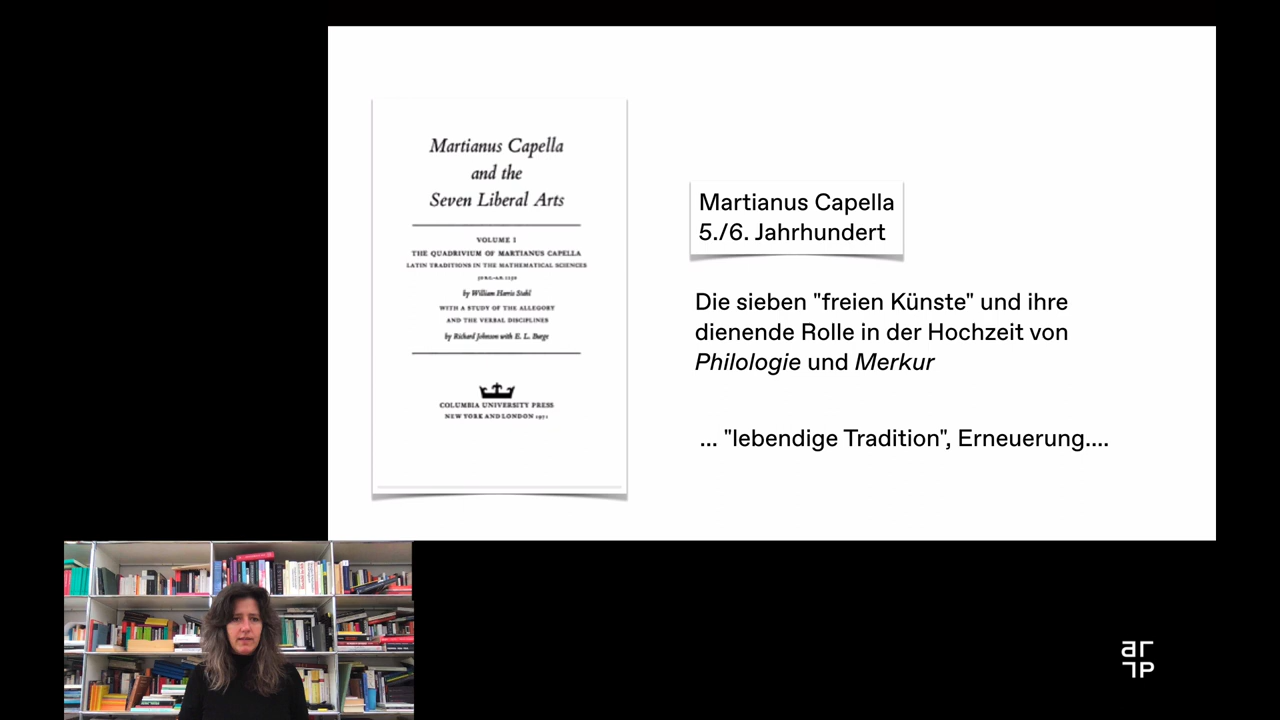 Martianus Capella
and the
Seven Liberal Arts
VOLUME I
THE QUADRIVIUM OF MARTIANUS CAPELLA
LATIN TRADITIONS IN THE MATHEMATICAL SCIENCES
by William Harris Stahl
WITH A STUDY OF THE ALLEGORY
AND THE VERBAL DISCIPLINES
by Richard Johnson with E. L. Burge
COLUMBIA UNIVERSITY PRESS
NEW YORK AND LONDON 1971
Martianus Capella
5./6. Jahrhundert
Die sieben "freien Künste" und ihre
dienende Rolle in der Hochzeit von
Philologie und Merkur
... "lebendige Tradition", Erneuerung....